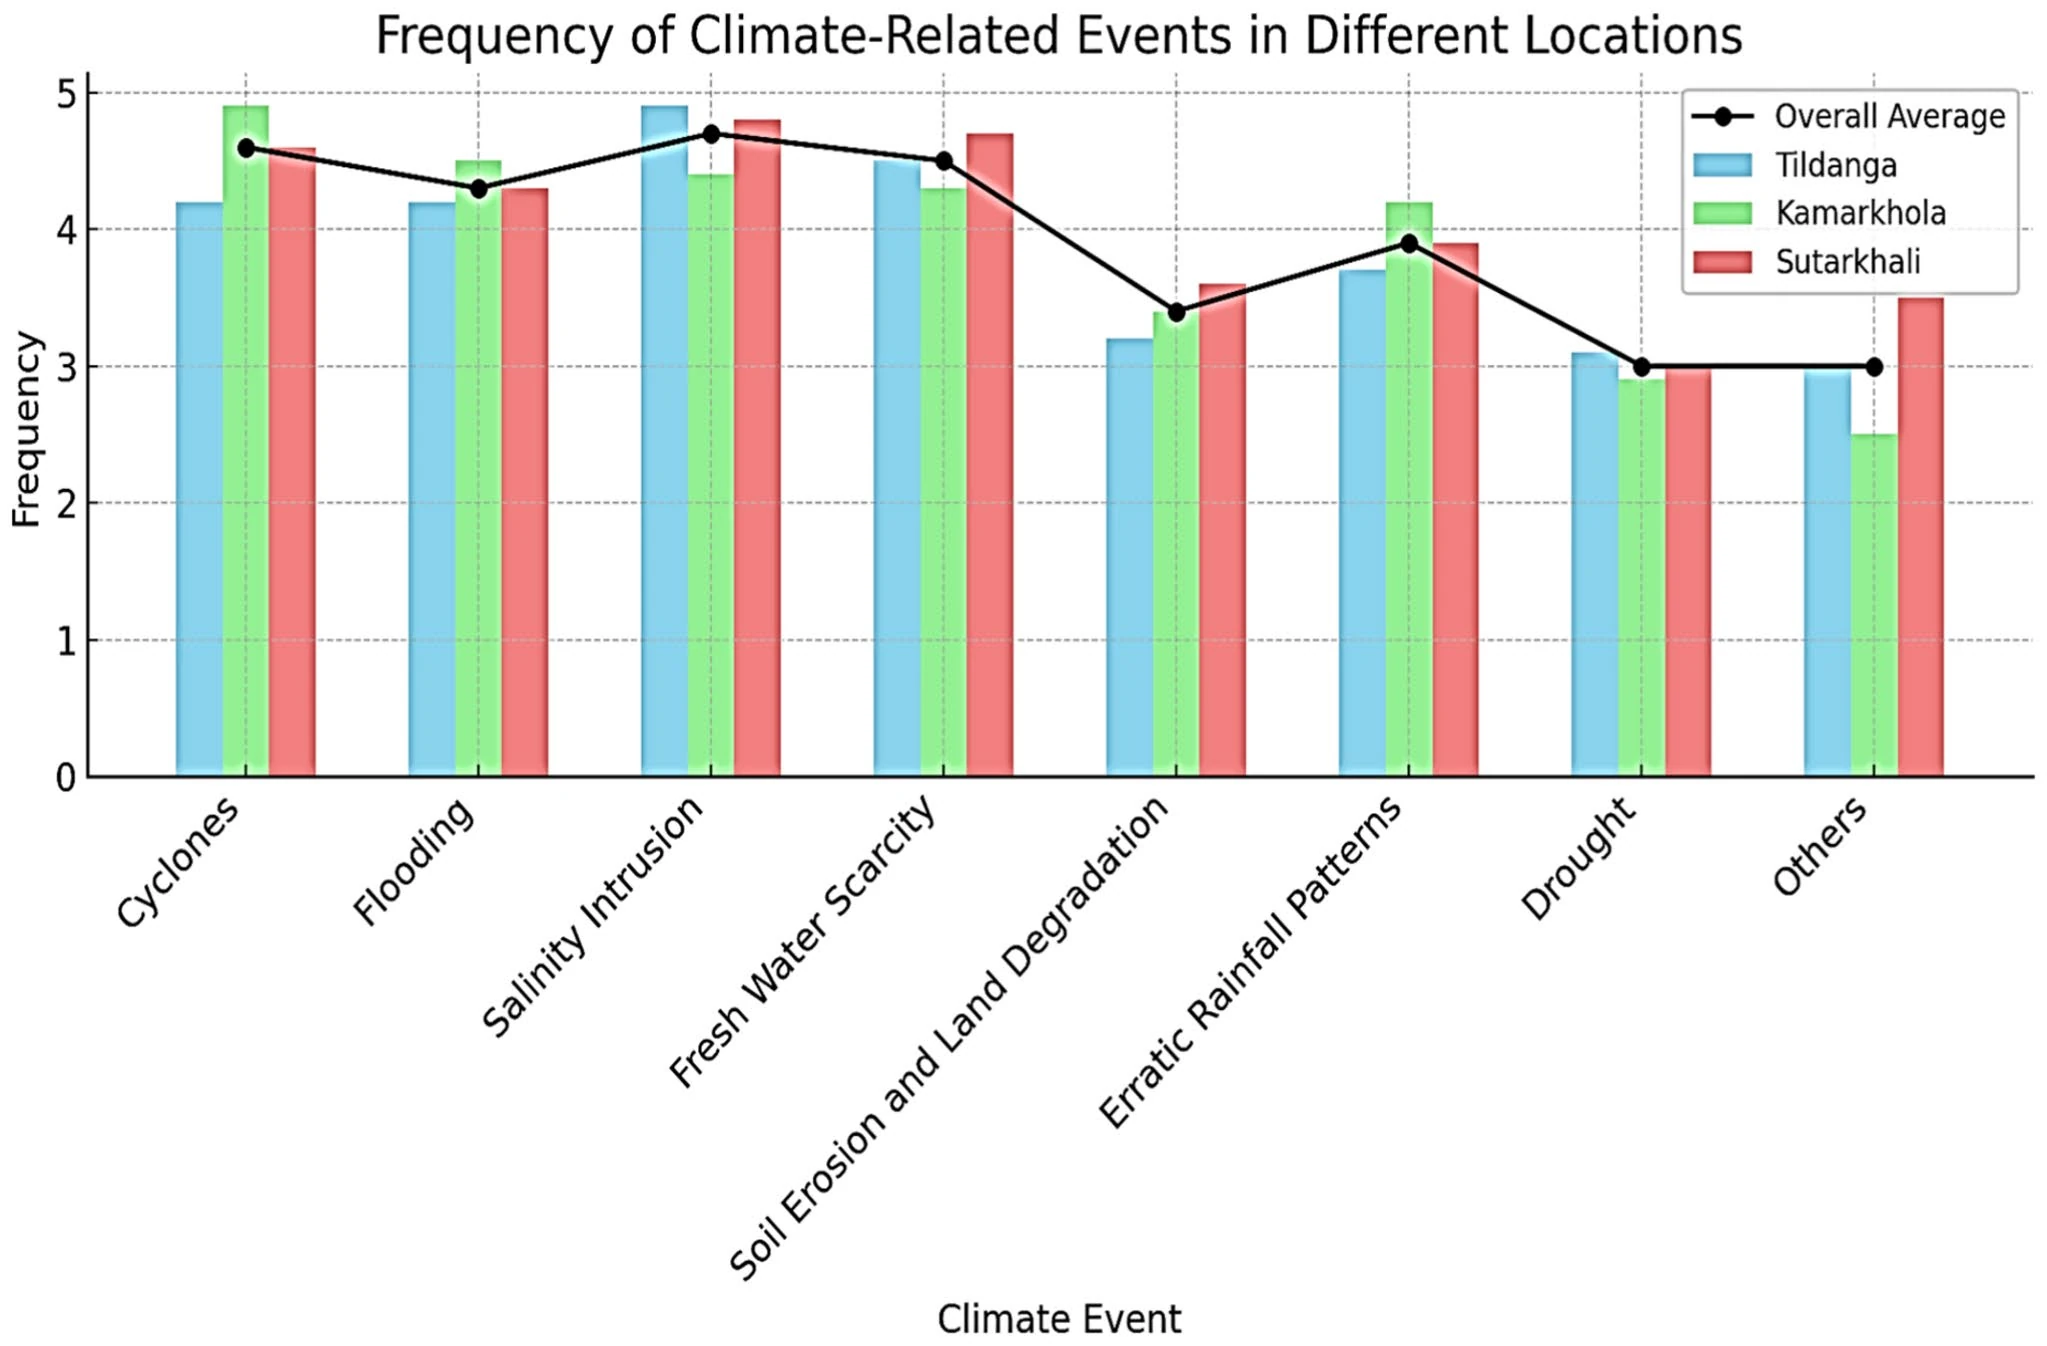 Frequency of Climate-Related Events in Different Locations
Overall Average
Tildanga
Kamarkhola
Sutarkhali
Frequency
5
4
3
2
1
0
Cyclones
Flooding
Salinity Intrusion
Fresh Water Scarcity
Soil Erosion and Land Degradation
Erratic Rainfall Patterns
Drought
Others
Climate Event